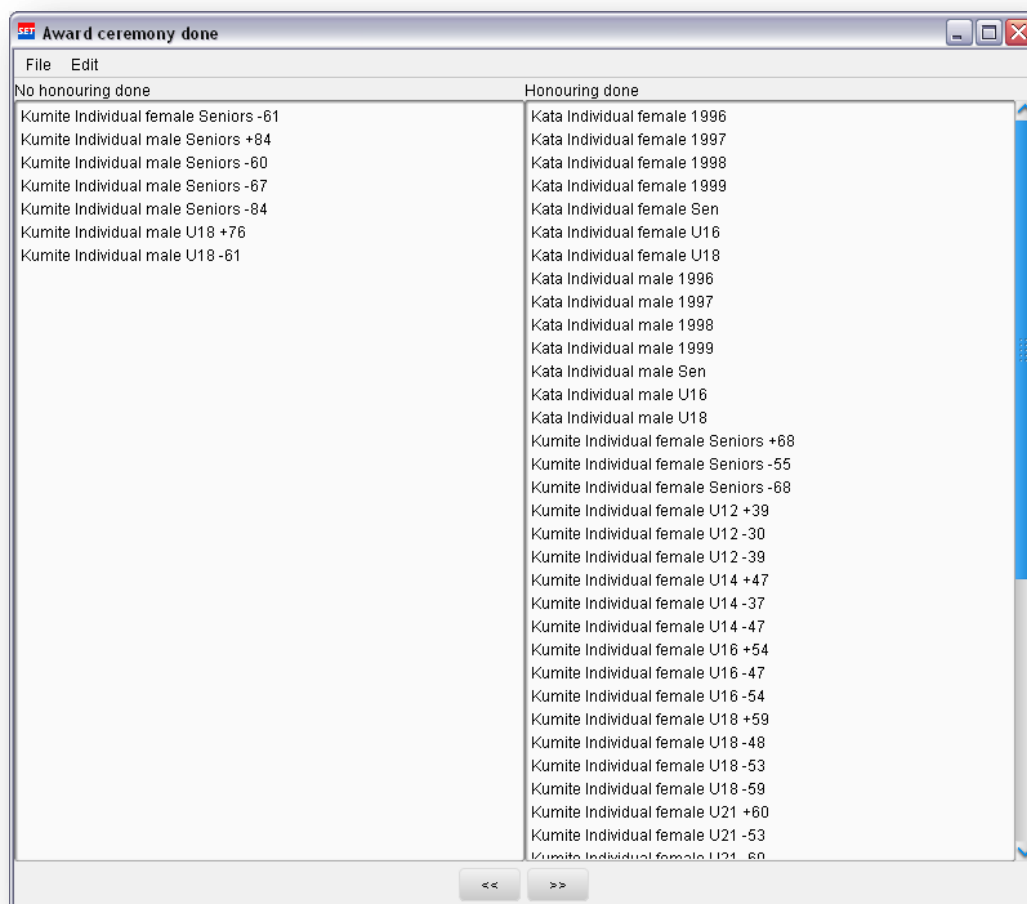 SET Award ceremony done
File Edit
No honouring done
Kumite Individual female Seniors -61
Kumite Individual male Seniors +84
Kumite Individual male Seniors -60
Kumite Individual male Seniors -67
Kumite Individual male Seniors -84
Kumite Individual male U18 +76
Kumite Individual male U18 -61
Honouring done
Kata Individual female 1996
Kata Individual female 1997
Kata Individual female 1998
Kata Individual female 1999
Kata Individual female Sen
Kata Individual female U16
Kata Individual female U18
Kata Individual male 1996
Kata Individual male 1997
Kata Individual male 1998
Kata Individual male 1999
Kata Individual male Sen
Kata Individual male U16
Kata Individual male U18
Kumite Individual female Seniors +68
Kumite Individual female Seniors -55
Kumite Individual female Seniors -68
Kumite Individual female U12 +39
Kumite Individual female U12 -30
Kumite Individual female U12 -39
Kumite Individual female U14 +47
Kumite Individual female U14 -37
Kumite Individual female U14 -47
Kumite Individual female U16 +54
Kumite Individual female U16 -47
Kumite Individual female U16 -54
Kumite Individual female U18 +59
Kumite Individual female U18 -48
Kumite Individual female U18 -53
Kumite Individual female U18 -59
Kumite Individual female U21 +60
Kumite Individual female U21 -53
Kumite Individual female U21 -60
<< >>